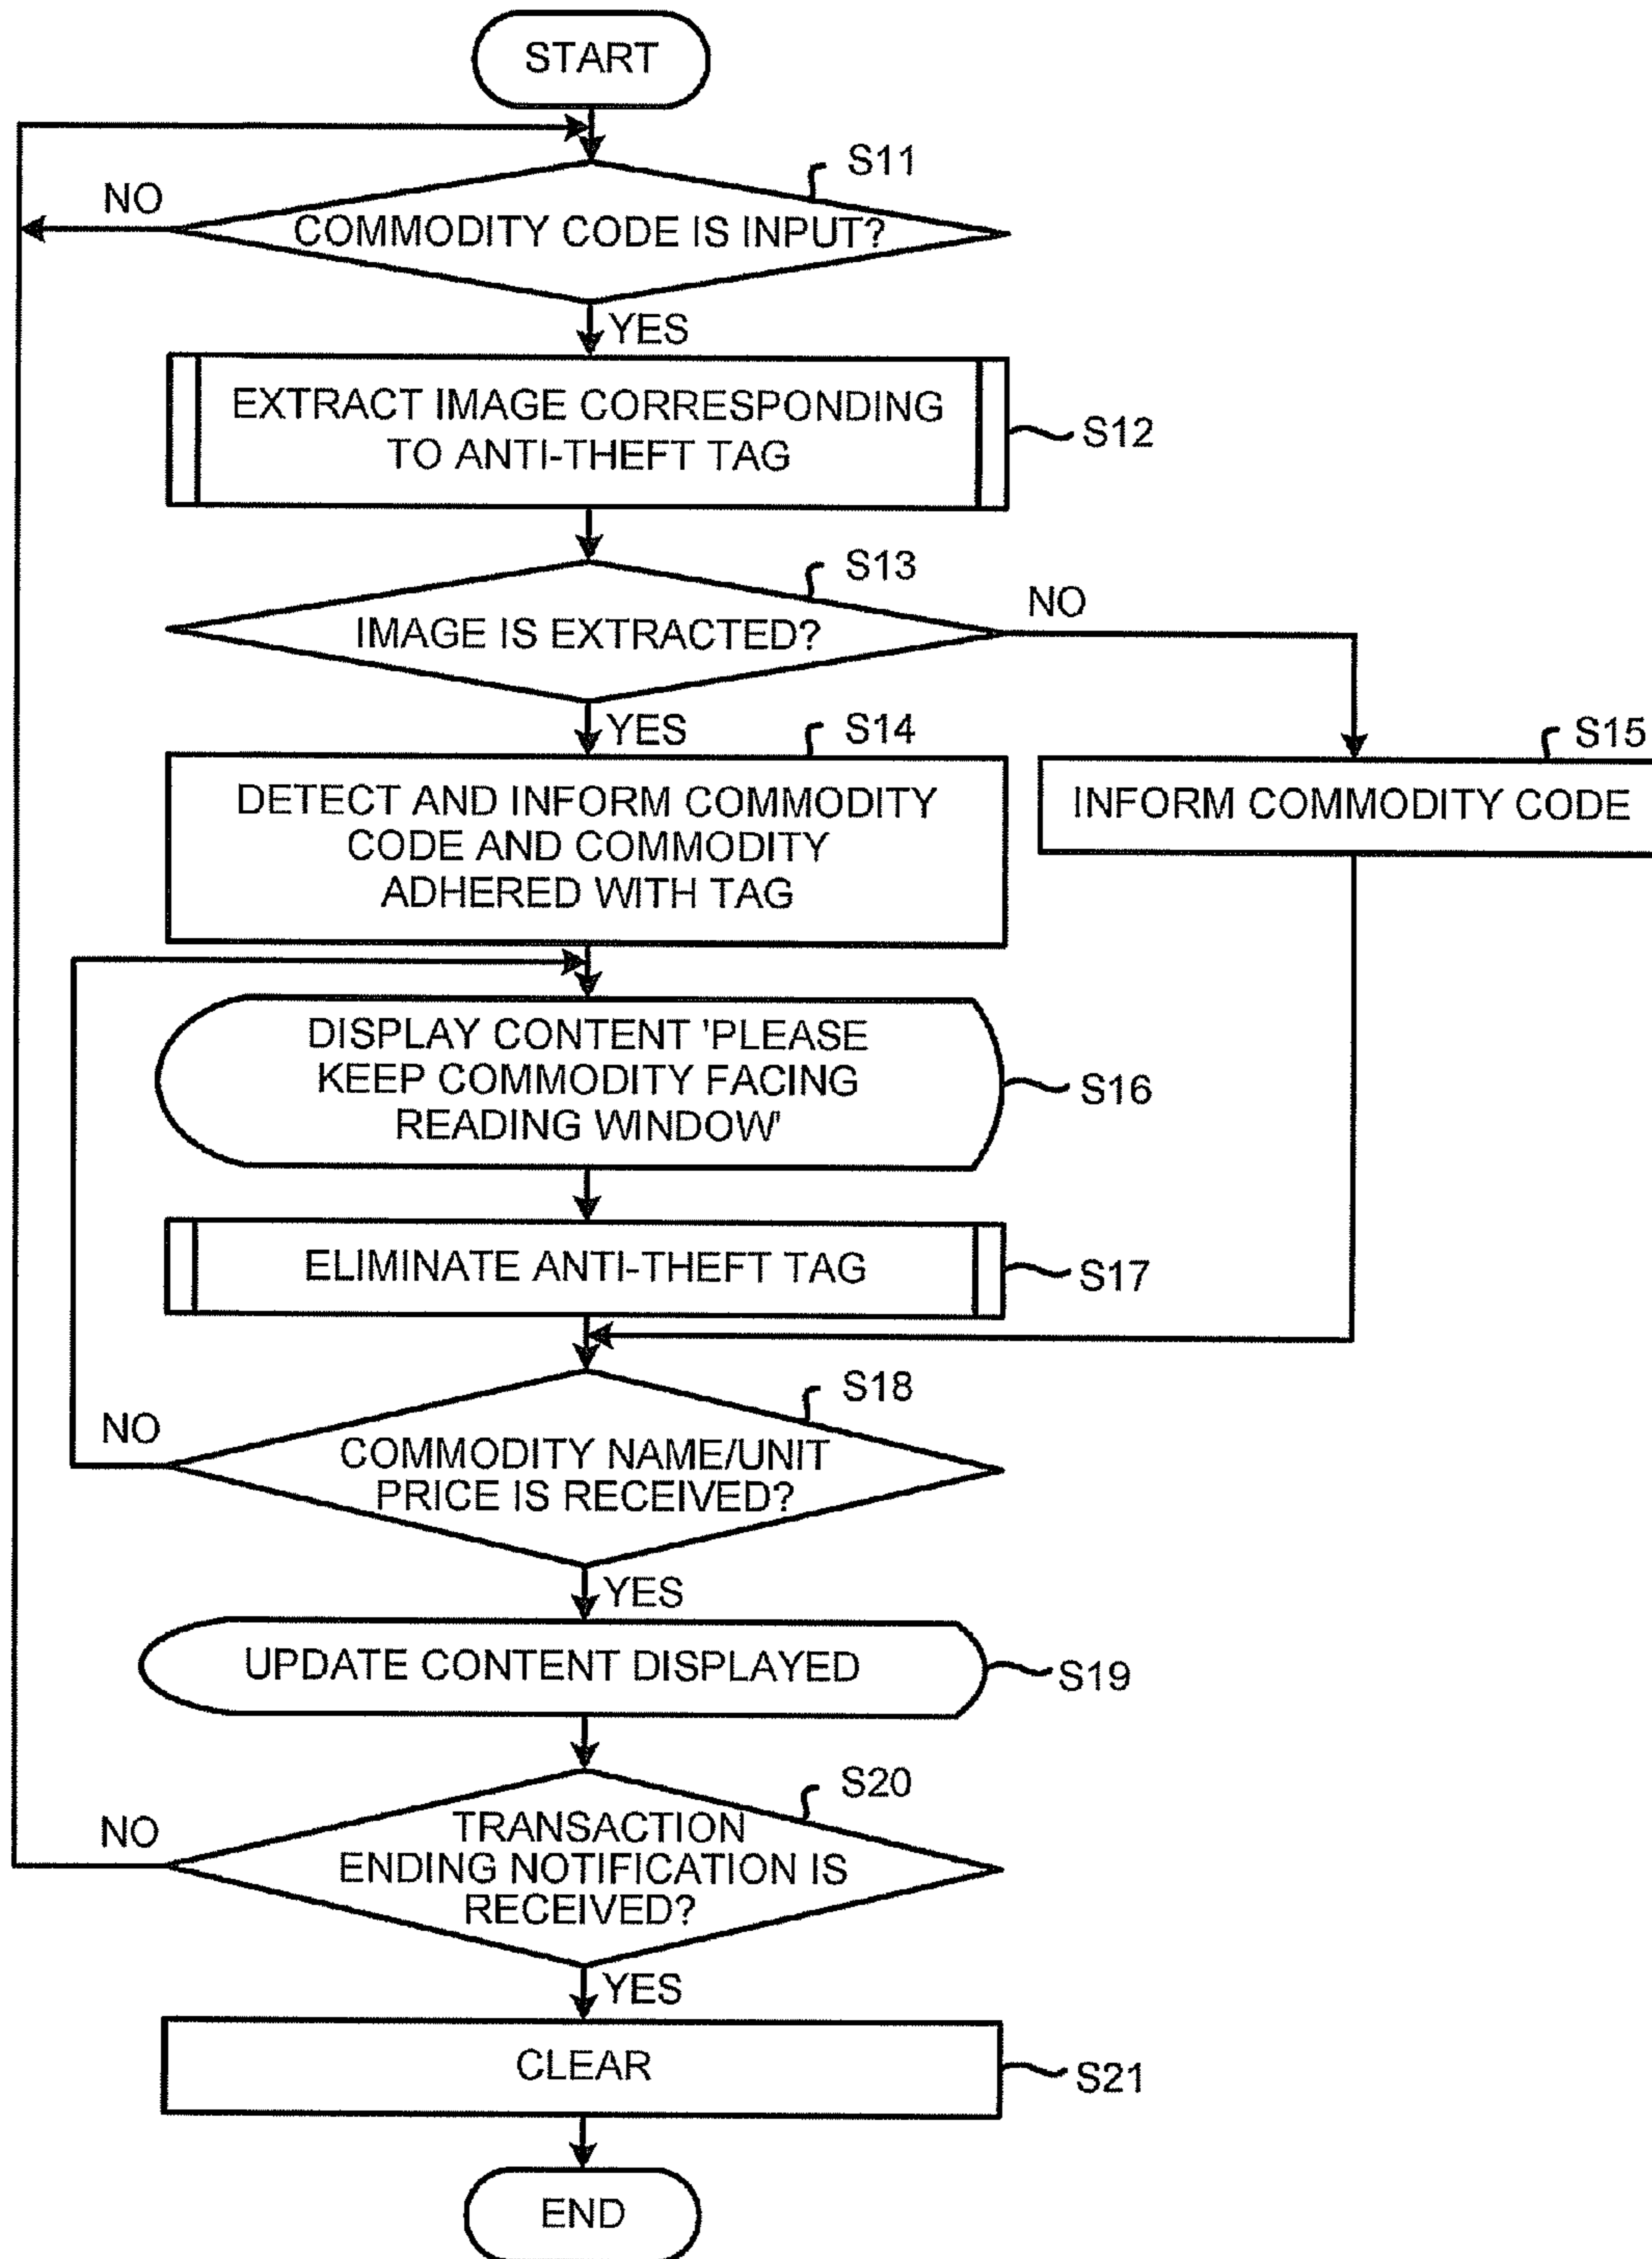 START
S11
NO
COMMODITY CODE IS INPUT?
YES
EXTRACT IMAGE CORRESPONDING
TO ANTI-THEFT TAG
S12
S13
NO
IMAGE IS EXTRACTED?
YES
S14
S15
DETECT AND INFORM COMMODITY
CODE AND COMMODITY
ADHERED WITH TAG
INFORM COMMODITY CODE
DISPLAY CONTENT 'PLEASE
KEEP COMMODITY FACING
READING WINDOW'
S16
ELIMINATE ANTI-THEFT TAG
S17
S18
NO
COMMODITY NAME/UNIT
PRICE IS RECEIVED?
YES
UPDATE CONTENT DISPLAYED
S19
S20
NO
TRANSACTION
ENDING NOTIFICATION IS
RECEIVED?
YES
CLEAR
S21
END